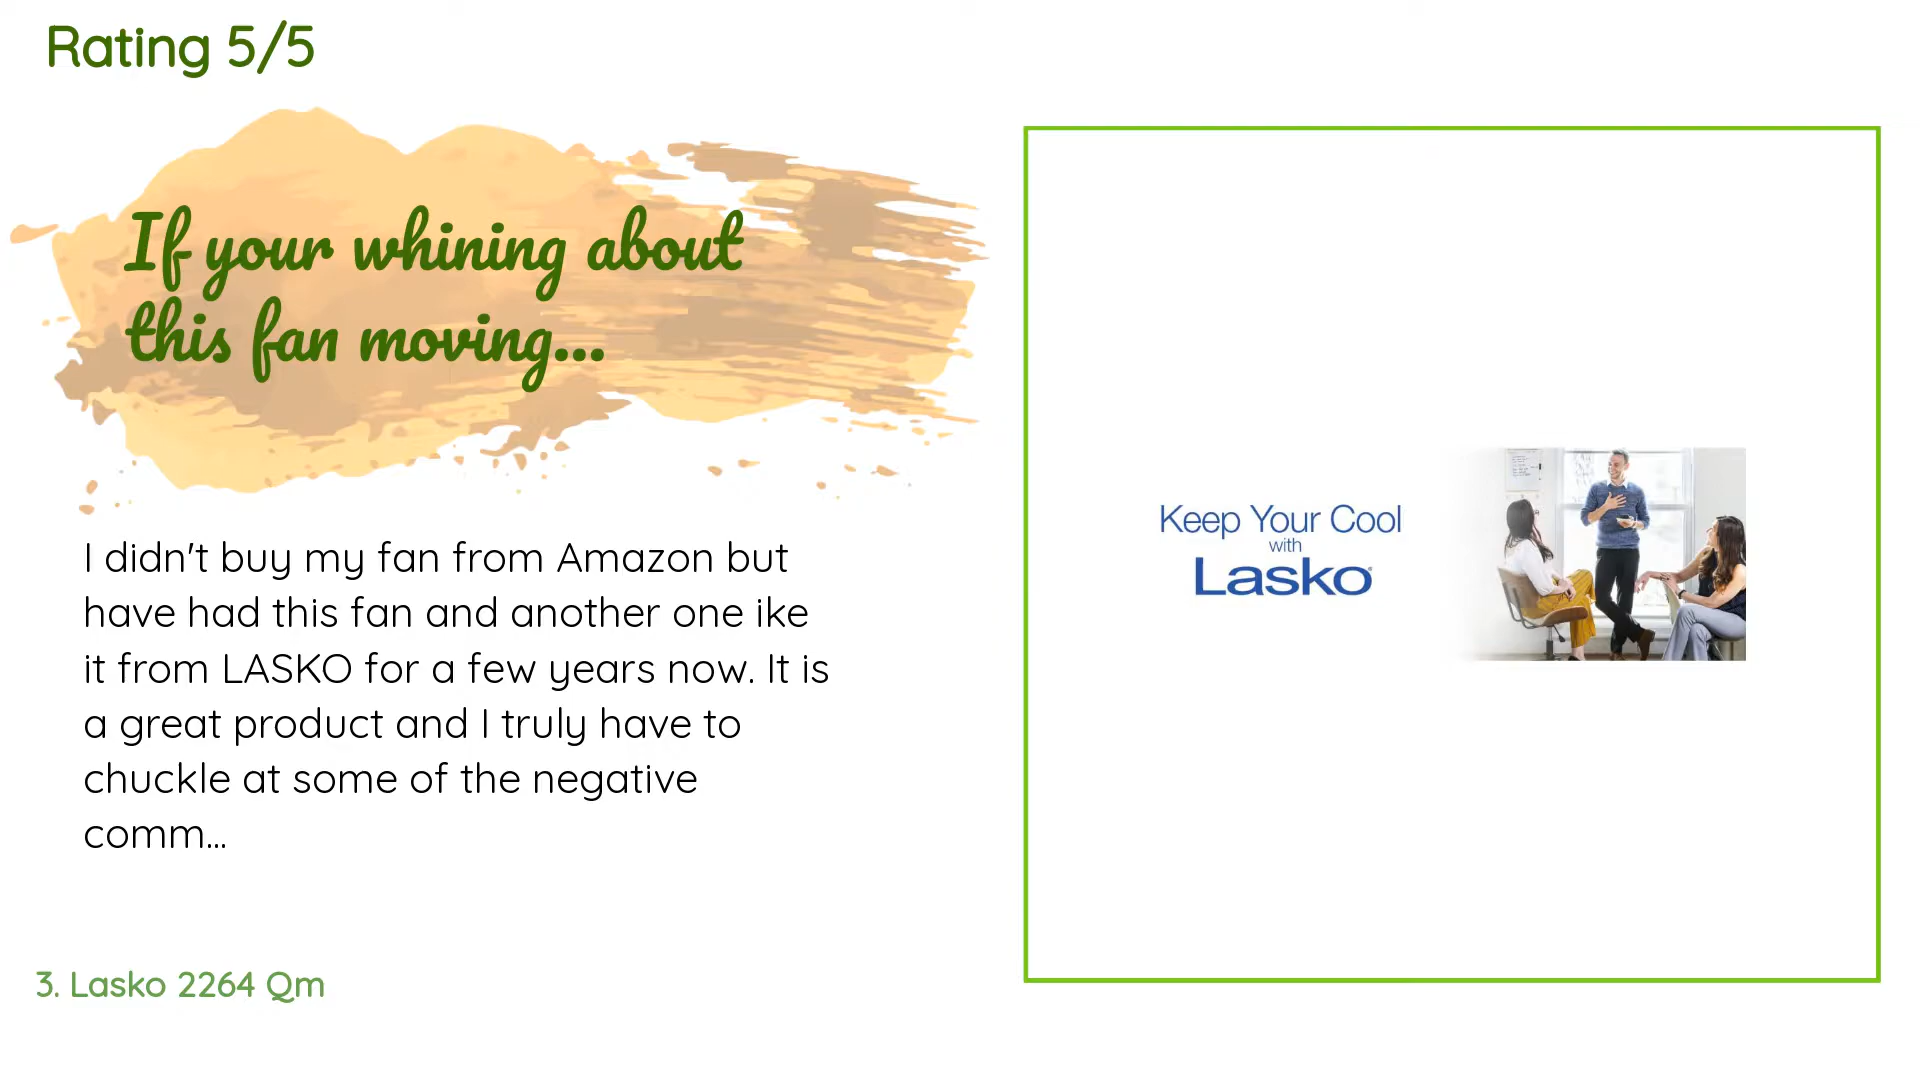 Rating 5/5
If your whining about
this fan moving...
I didn't buy my fan from Amazon but
have had this fan and another one ike
it from LASKO for a few years now. It is
a great product and I truly have to
chuckle at some of the negative
comm...
Keep Your Cool
with
Lasko
3. Lasko 2264 Qm